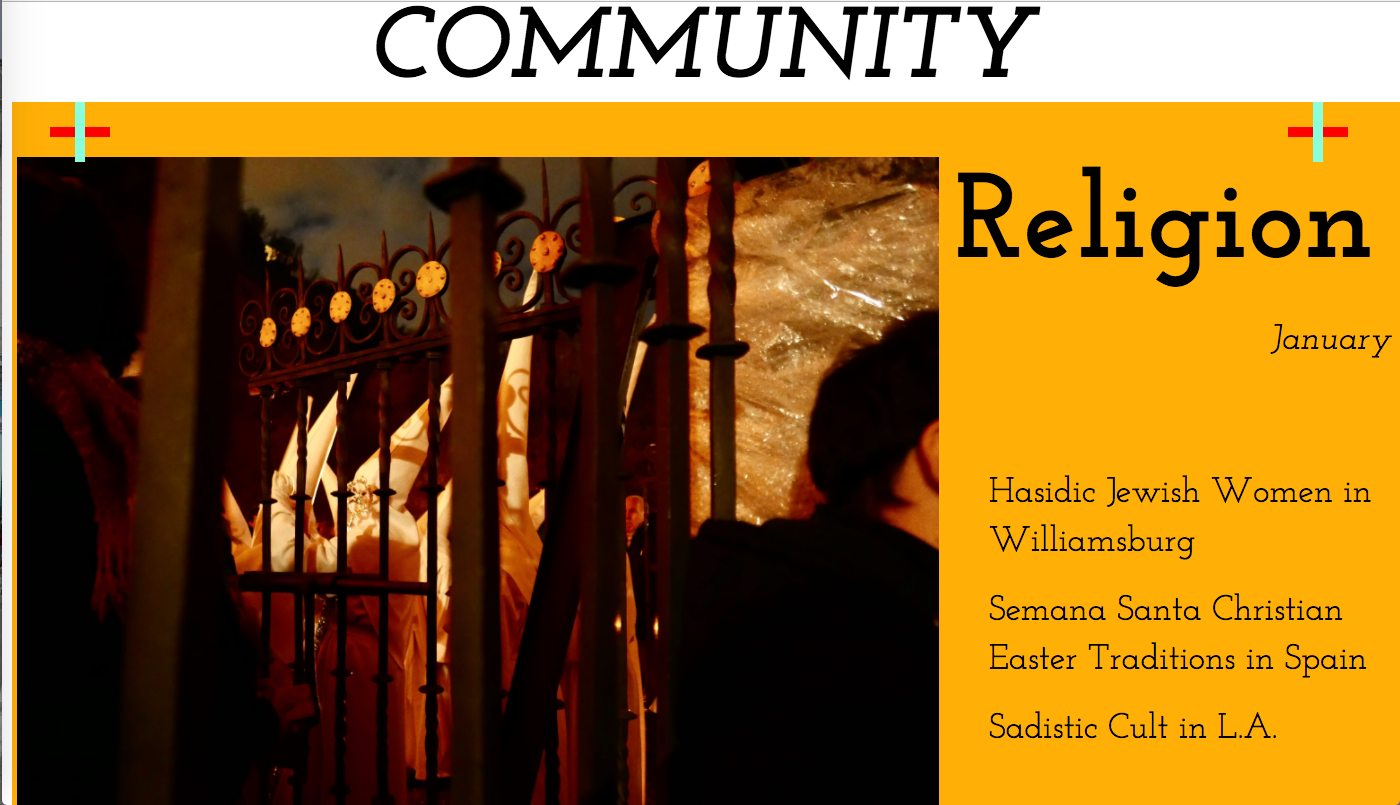 COMMUNITY
Religion
January
Hasidic Jewish Women in
Williamsburg
Semana Santa Christian
Easter Traditions in Spain
Sadistic Cult in L.A.